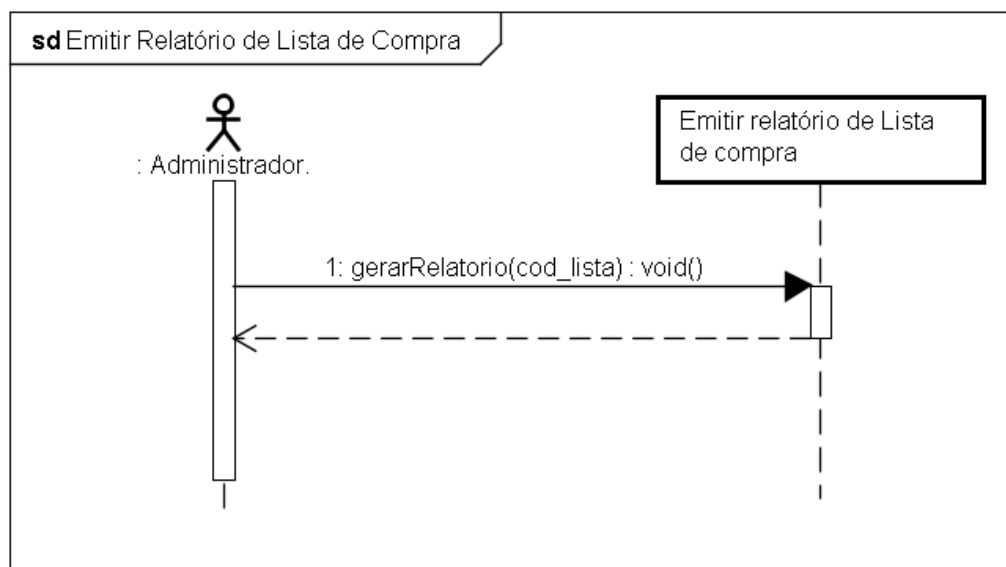 sd Emitir Relatório de Lista de Compra
: Administrador.
Emitir relatório de Lista
de compra
1: gerarRelatorio(cod_lista) : void()